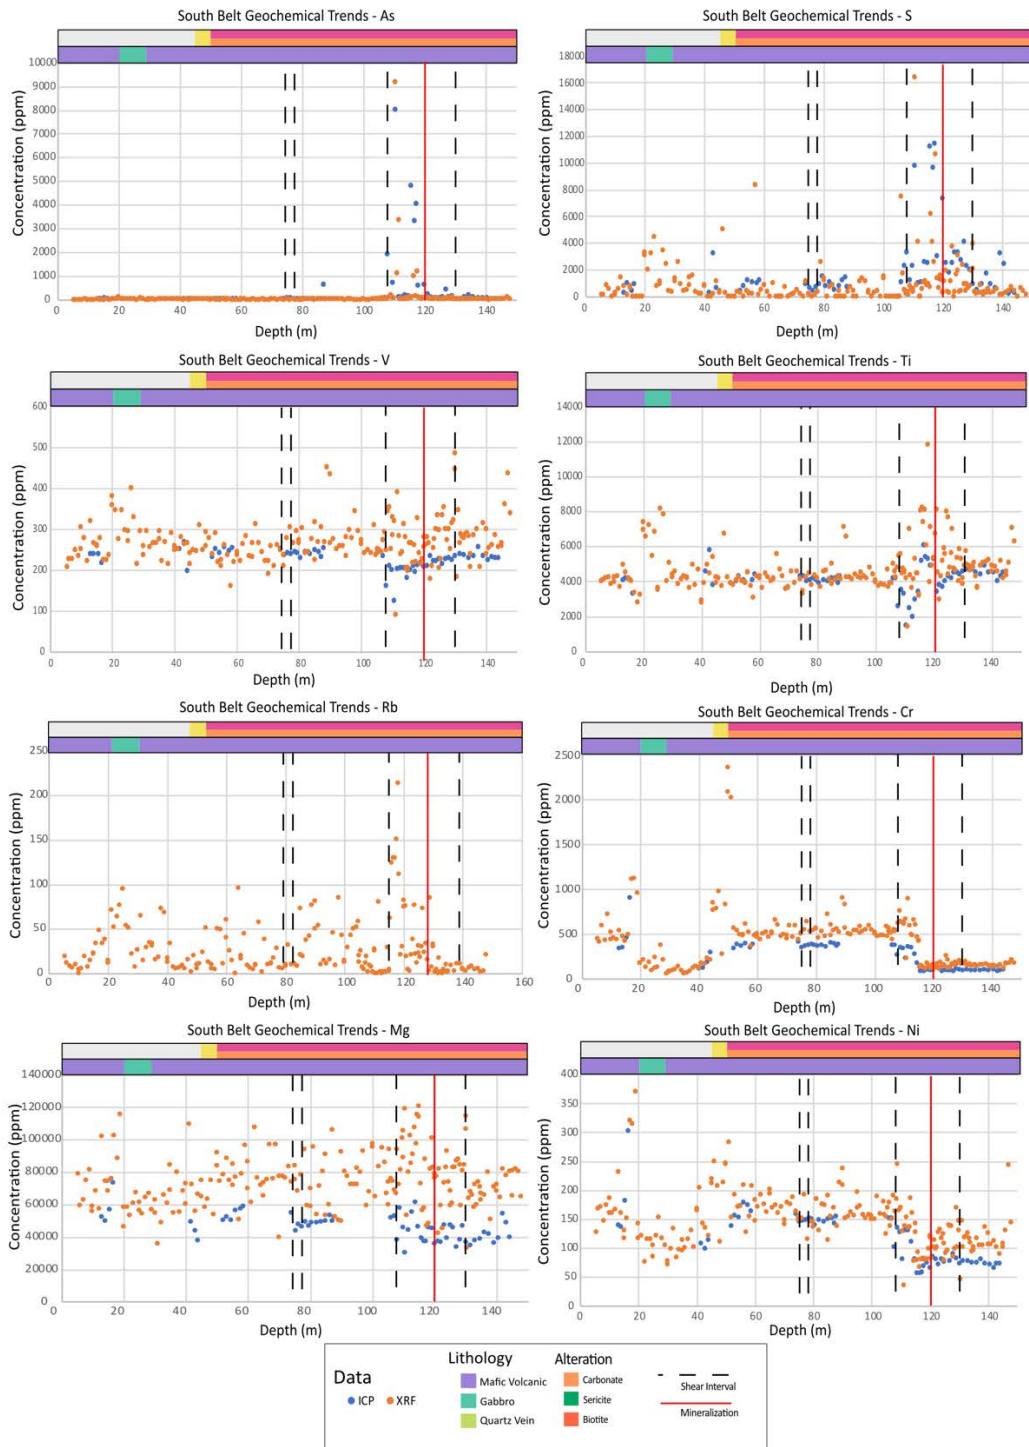 South Belt Geochemical Trends - As
10000
9000
8000
7000
6000
5000
4000
3000
2000
1000
0
Concentration (ppm)
0 20 40 60 80 100 120 140
Depth (m)
South Belt Geochemical Trends - S
18000
16000
14000
12000
10000
8000
6000
4000
2000
0
Concentration (ppm)
0 20 40 60 80 100 120 140
Depth (m)
South Belt Geochemical Trends - V
600
500
400
300
200
100
0
Concentration (ppm)
0 20 40 60 80 100 120 140
Depth (m)
South Belt Geochemical Trends - Ti
14000
12000
10000
8000
6000
4000
2000
0
Concentration (ppm)
0 20 40 60 80 100 120 140
Depth (m)
South Belt Geochemical Trends - Rb
250
200
150
100
50
0
Concentration (ppm)
0 20 40 60 80 100 120 140 160
Depth (m)
South Belt Geochemical Trends - Cr
2500
2000
1500
1000
500
0
Concentration (ppm)
0 20 40 60 80 100 120 140
Depth (m)
South Belt Geochemical Trends - Mg
140000
120000
100000
80000
60000
40000
20000
0
Concentration (ppm)
0 20 40 60 80 100 120 140
Depth (m)
South Belt Geochemical Trends - Ni
400
350
300
250
200
150
100
50
0
Concentration (ppm)
0 20 40 60 80 100 120 140
Depth (m)
Data
ICP XRF
Lithology
Mafic Volcanic
Gabbro
Quartz Vein
Alteration
Carbonate
Sericite
Biotite
Shear Interval
Mineralization